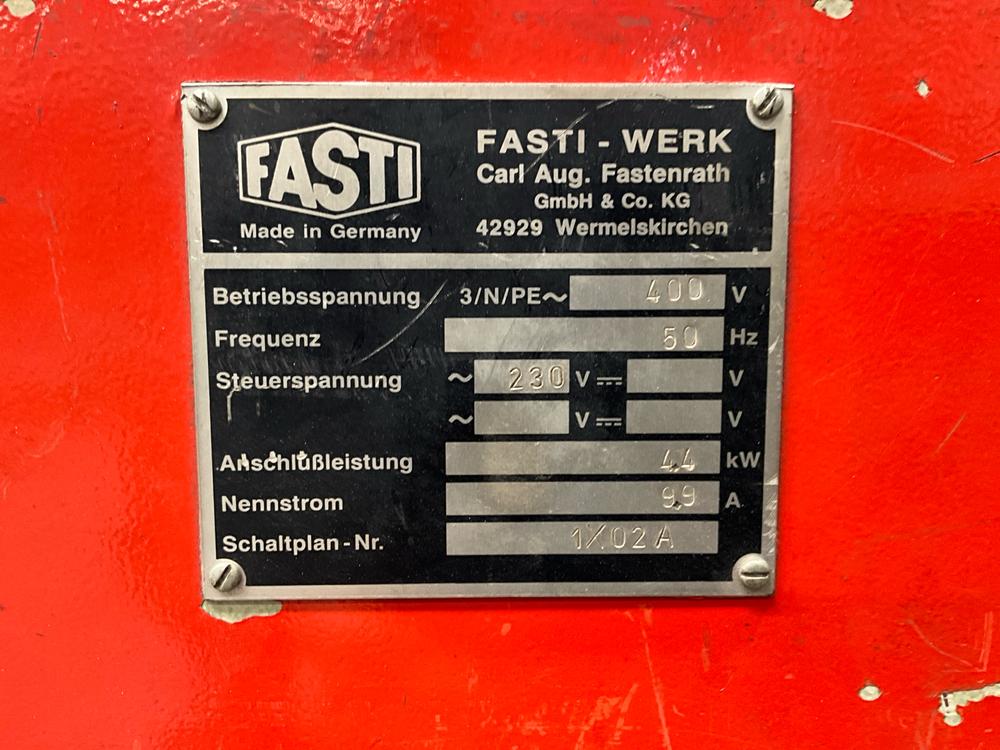 FASTI
Made in Germany
FASTI - WERK
Carl Aug. Fastenrath
GmbH & Co. KG
42929 Wermelskirchen
Betriebsspannung 3/N/PE~ 400 V
Frequenz 50 Hz
Steuerspannung ~ 230 V ⎓ V
~ V ⎓ V
Anschlußleistung 4,4 kW
Nennstrom 9,9 A
Schaltplan-Nr. 1X02A